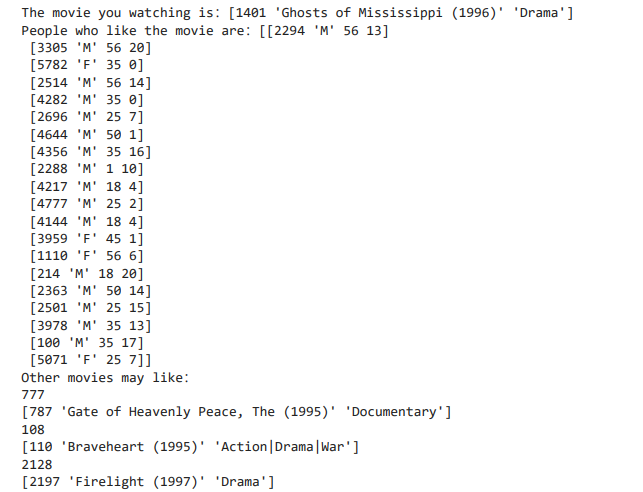 The movie you watching is: [1401 'Ghosts of Mississippi (1996)' 'Drama']
People who like the movie are: [[2294 'M' 56 13]
[3305 'M' 56 20]
[5782 'F' 35 0]
[2514 'M' 56 14]
[4282 'M' 35 0]
[2696 'M' 25 7]
[4644 'M' 50 1]
[4356 'M' 35 16]
[2288 'M' 1 10]
[4217 'M' 18 4]
[4777 'M' 25 2]
[4144 'M' 18 4]
[3959 'F' 45 1]
[1110 'F' 56 6]
[214 'M' 18 20]
[2363 'M' 50 14]
[2501 'M' 25 15]
[3978 'M' 35 13]
[100 'M' 35 17]
[5071 'F' 25 7]]
Other movies may like:
777
[787 'Gate of Heavenly Peace, The (1995)' 'Documentary']
108
[110 'Braveheart (1995)' 'Action|Drama|War']
2128
[2197 'Firelight (1997)' 'Drama']